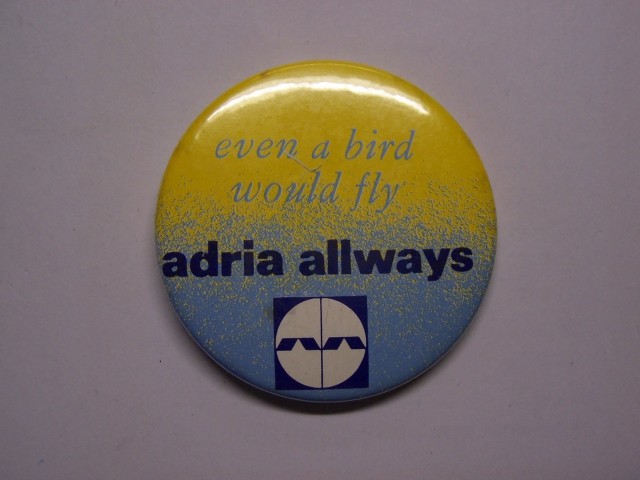 even a bird
would fly
adria allways